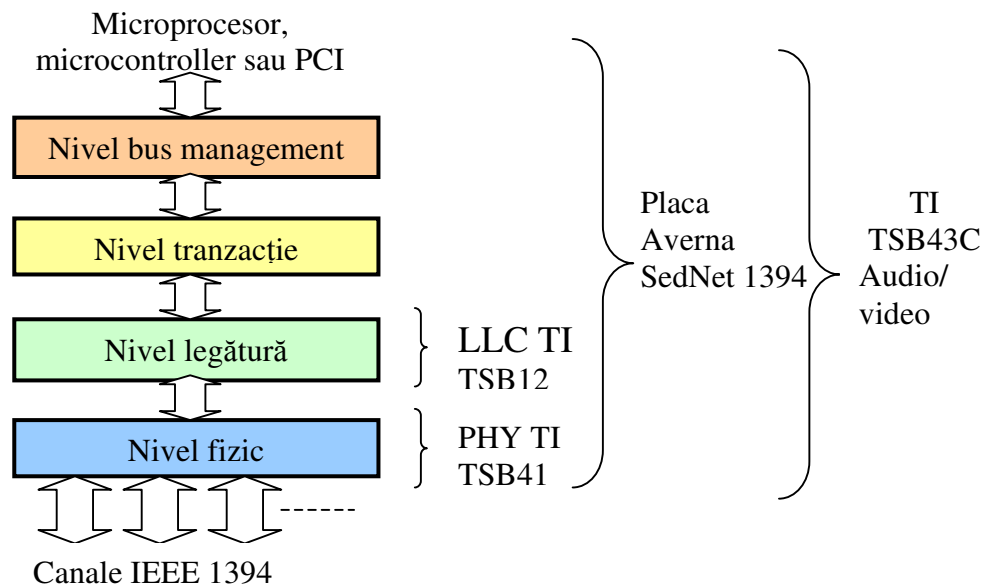 Microprocesor,
microcontroller sau PCI
Nivel bus management
Nivel tranzacție
Nivel legătură
Nivel fizic
Canale IEEE 1394
LLC TI
TSB12
PHY TI
TSB41
Placa
Averna
SedNet 1394
TI
TSB43C
Audio/
video